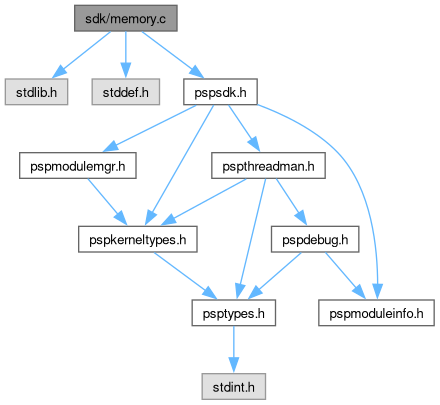 sdk/memory.c
stdlib.h
stddef.h
pspsdk.h
pspmodulemgr.h
pspthreadman.h
pspkerneltypes.h
pspdebug.h
psptypes.h
pspmoduleinfo.h
stdint.h